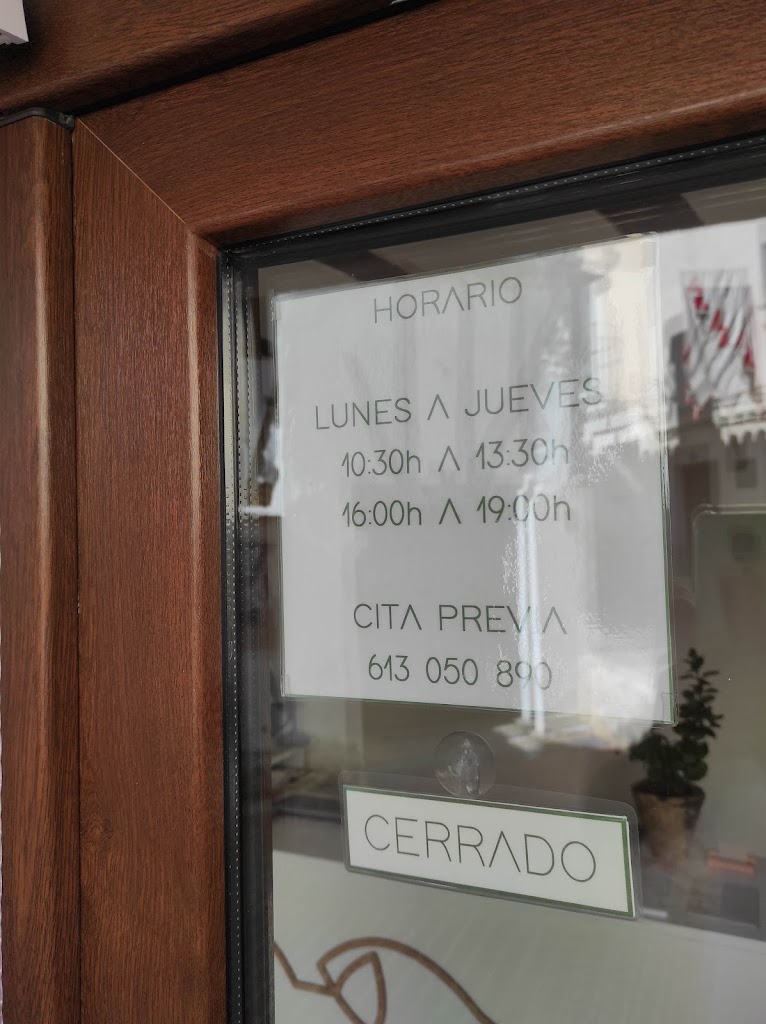 HORARIO
LUNES A JUEVES
10:30h A 13:30h
16:00h A 19:00h
CITA PREVIA
613 050 890
CERRADO